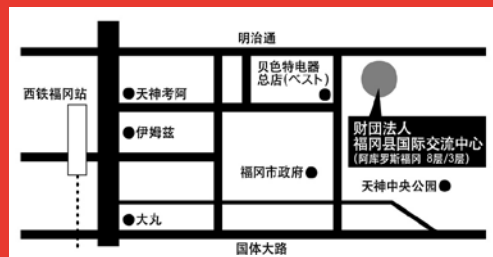 明治通
贝色特电器
总店(ベスト)
西铁福冈站
天神考阿
伊姆兹
财团法人
福冈县国际交流中心
(阿库罗斯福冈 8层/3层)
福冈市政府
天神中央公园
大丸
国体大路